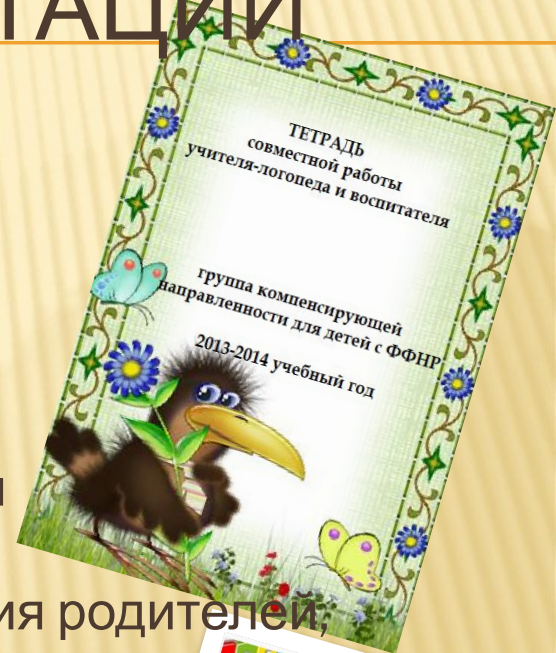 ТАЦИИ
ТЕТРАДЬ
совместной работы
учителя-логопеда и воспитателя
группа компенсирующей
направленности для детей с ФФНР
2013-2014 учебный год
ия родителей,